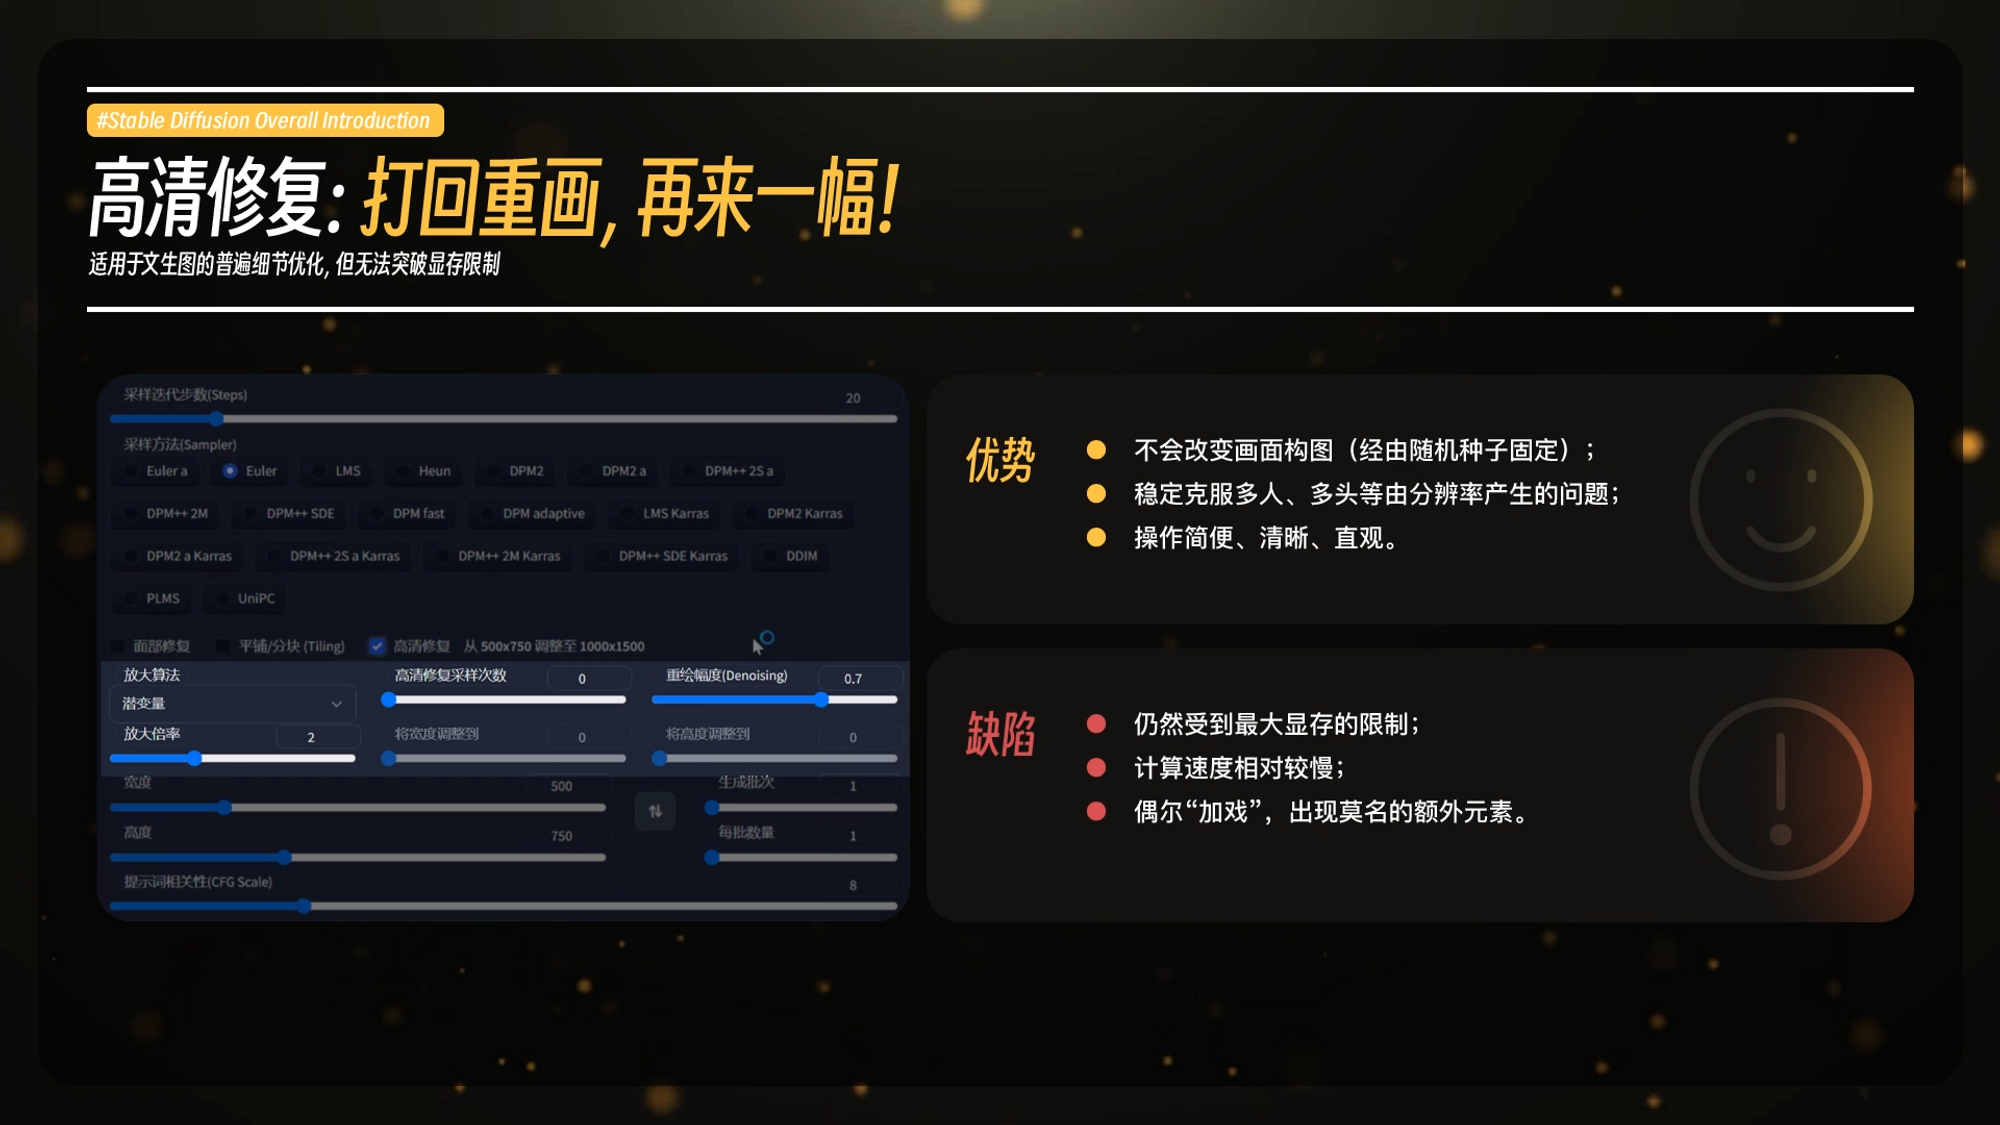 #Stable Diffusion Overall Introduction
高清修复: 打回重画, 再来一幅!
适用于文生图的普遍细节优化, 但无法突破显存限制
采样迭代步数(Steps) 20
采样方法(Sampler)
Euler a Euler LMS Heun DPM2 DPM2 a DPM++ 2S a
DPM++ 2M DPM++ SDE DPM fast DPM adaptive LMS Karras DPM2 Karras
DPM2 a Karras DPM++ 2S a Karras DPM++ 2M Karras DPM++ SDE Karras DDIM
PLMS UniPC
面部修复 平铺/分块 (Tiling) 高清修复 从 500x750 调整至 1000x1500
放大算法 高清修复采样次数 0 重绘幅度(Denoising) 0.7
潜变量
放大倍率 2 将宽度调整到 0 将高度调整到 0
宽度 500 生成批次 1
高度 750 每批数量 1
提示词相关性(CFG Scale) 8
优势
不会改变画面构图（经由随机种子固定）;
稳定克服多人、多头等由分辨率产生的问题;
操作简便、清晰、直观。
缺陷
仍然受到最大显存的限制;
计算速度相对较慢;
偶尔“加戏”，出现莫名的额外元素。